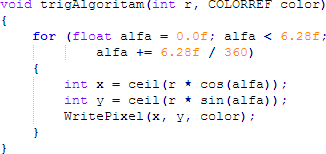 void trigAlgoritam(int r, COLORREF color)
{
for (float alfa = 0.0f; alfa < 6.28f;
alfa += 6.28f / 360)
{
int x = ceil(r * cos(alfa));
int y = ceil(r * sin(alfa));
WritePixel(x, y, color);
}
}